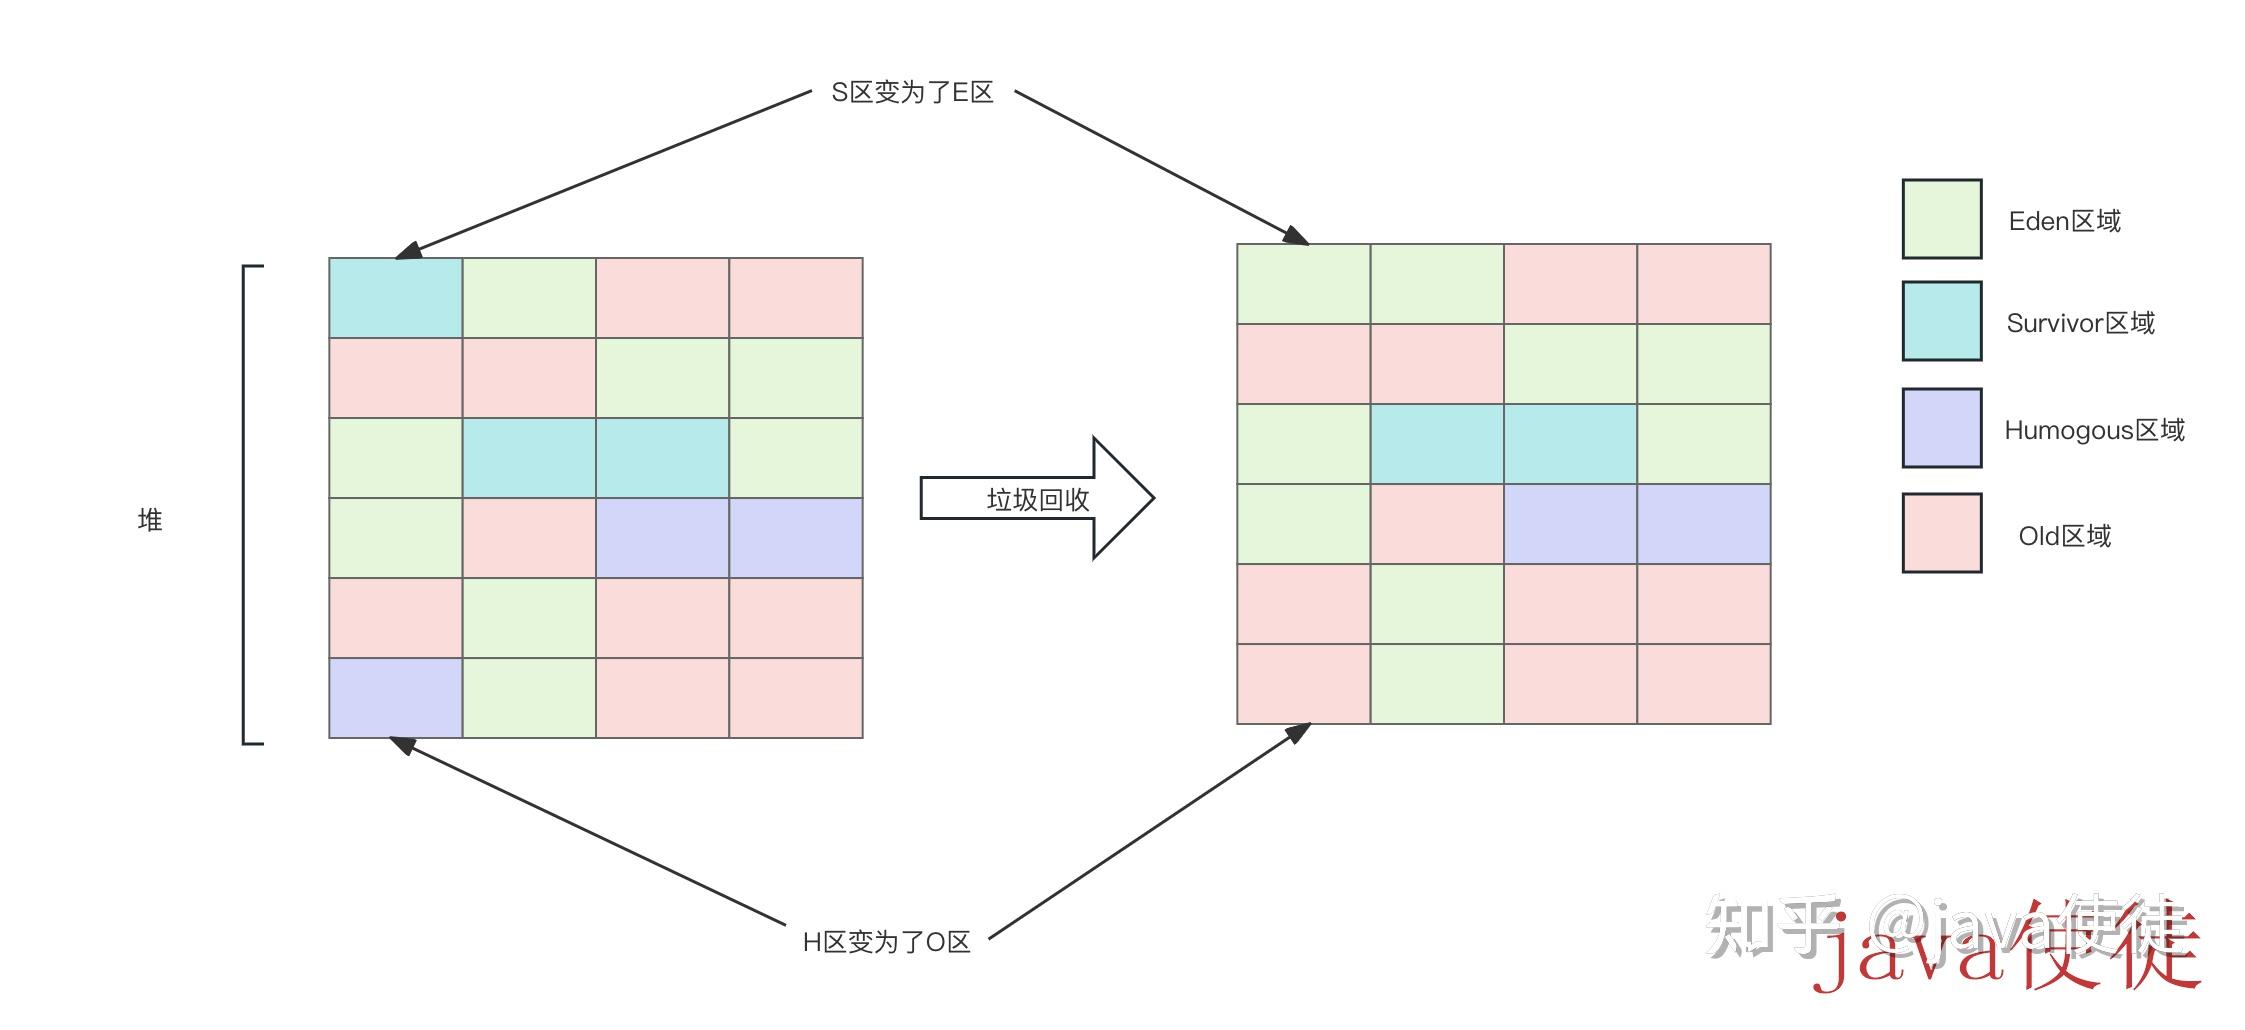 S区变为了E区
Eden区域
Survivor区域
Humogous区域
Old区域
堆
垃圾回收
H区变为了O区
知乎 @java使徒
java使徒